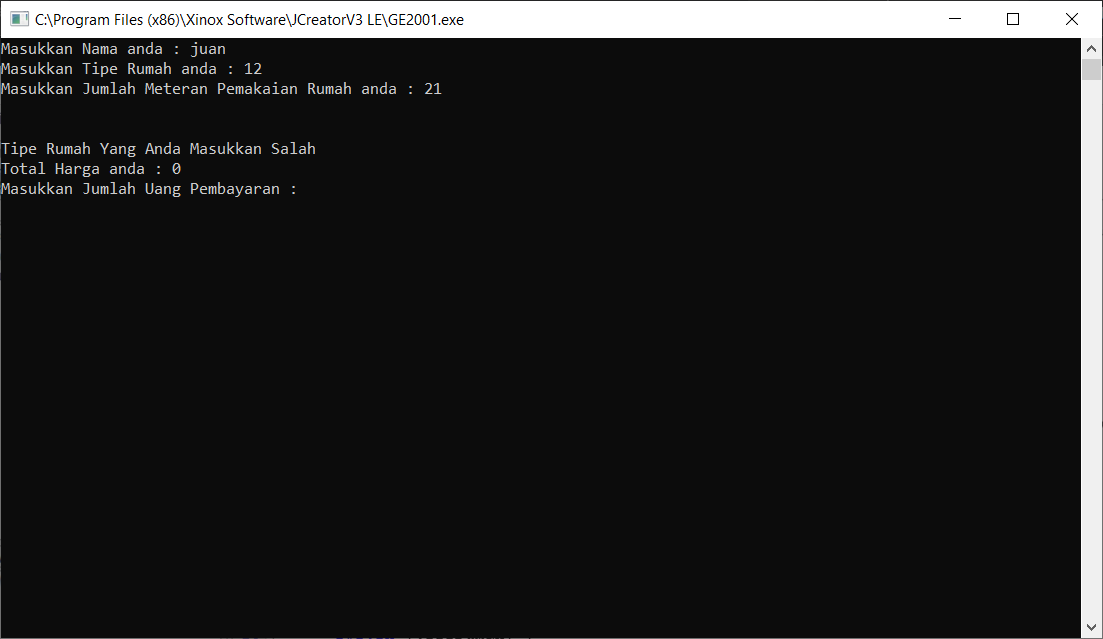 C:\Program Files (x86)\Xinox Software\JCreatorV3 LE\GE2001.exe
Masukkan Nama anda : juan
Masukkan Tipe Rumah anda : 12
Masukkan Jumlah Meteran Pemakaian Rumah anda : 21
Tipe Rumah Yang Anda Masukkan Salah
Total Harga anda : 0
Masukkan Jumlah Uang Pembayaran :